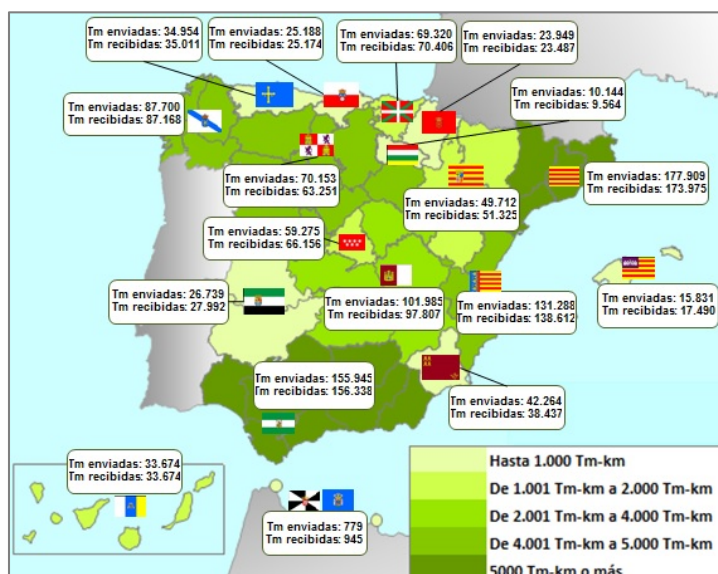 Tm enviadas: 34.954
Tm recibidas: 35.011
Tm enviadas: 25.188
Tm recibidas: 25.174
Tm enviadas: 69.320
Tm recibidas: 70.406
Tm enviadas: 23.949
Tm recibidas: 23.487
Tm enviadas: 10.144
Tm recibidas: 9.564
Tm enviadas: 87.700
Tm recibidas: 87.168
Tm enviadas: 70.153
Tm recibidas: 63.251
Tm enviadas: 49.712
Tm recibidas: 51.325
Tm enviadas: 177.909
Tm recibidas: 173.975
Tm enviadas: 59.275
Tm recibidas: 66.156
Tm enviadas: 26.739
Tm recibidas: 27.992
Tm enviadas: 101.985
Tm recibidas: 97.807
Tm enviadas: 131.288
Tm recibidas: 138.612
Tm enviadas: 15.831
Tm recibidas: 17.490
Tm enviadas: 155.945
Tm recibidas: 156.338
Tm enviadas: 42.264
Tm recibidas: 38.437
Tm enviadas: 33.674
Tm recibidas: 33.674
Tm enviadas: 779
Tm recibidas: 945
Hasta 1.000 Tm-km
De 1.001 Tm-km a 2.000 Tm-km
De 2.001 Tm-km a 4.000 Tm-km
De 4.001 Tm-km a 5.000 Tm-km
5000 Tm-km o más